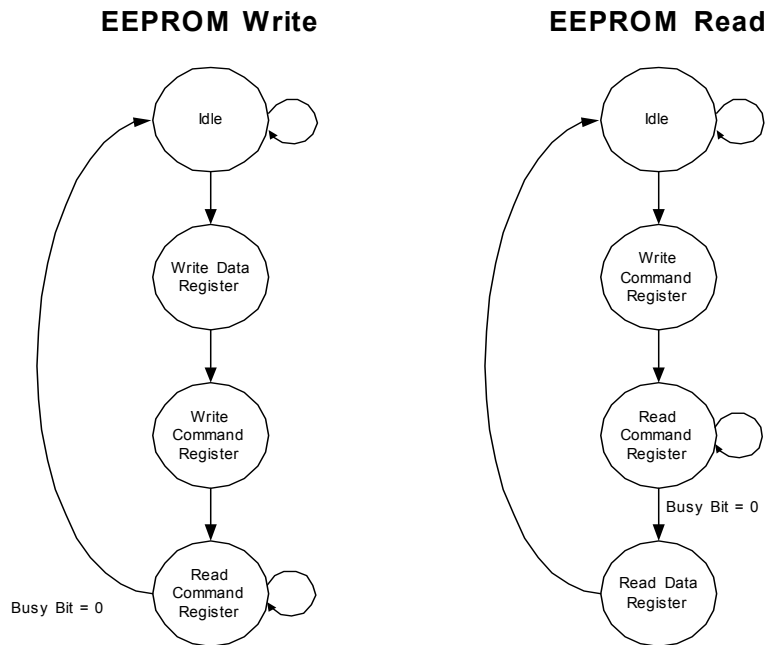 EEPROM Write
Idle
Write Data
Register
Write
Command
Register
Read
Command
Register
Busy Bit = 0
EEPROM Read
Idle
Write
Command
Register
Read
Command
Register
Busy Bit = 0
Read Data
Register